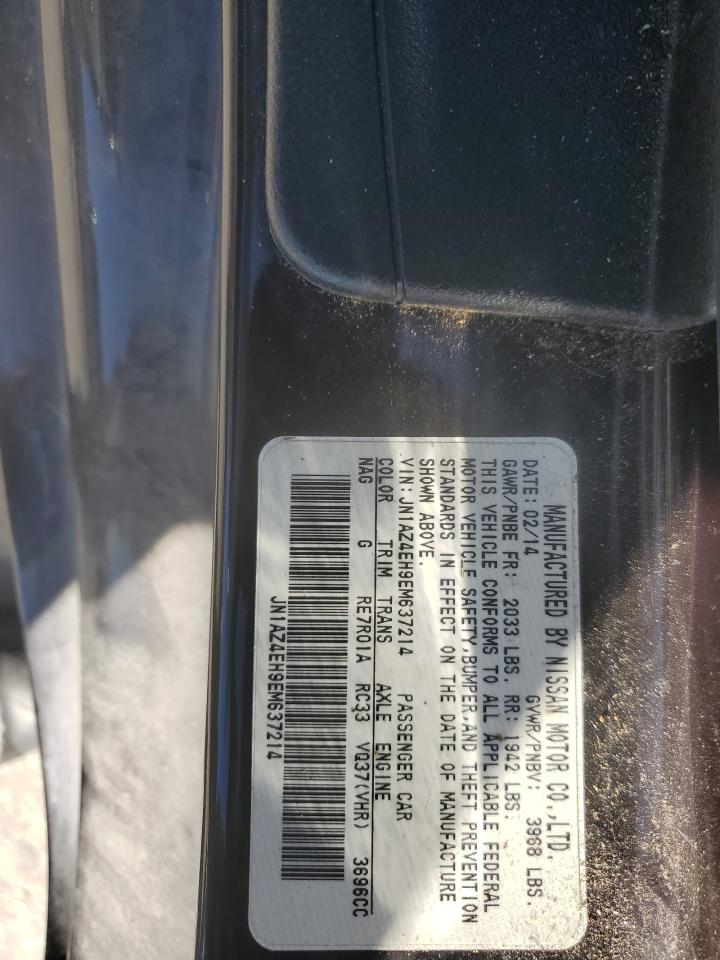 MANUFACTURED BY NISSAN MOTOR CO.,LTD.
DATE: 02/14 GVWR/PNBV: 3968 LBS.
GAWR/PNBE FR: 2033 LBS. RR: 1942 LBS.
THIS VEHICLE CONFORMS TO ALL APPLICABLE FEDERAL
MOTOR VEHICLE SAFETY,BUMPER,AND THEFT PREVENTION
STANDARDS IN EFFECT ON THE DATE OF MANUFACTURE
SHOWN ABOVE.
VIN: JN1AZ4EH9EM637214 PASSENGER CAR
COLOR TRIM TRANS AXLE ENGINE
NAG G RE7R01A RC33 VQ37(VHR) 3696CC
JN1AZ4EH9EM637214